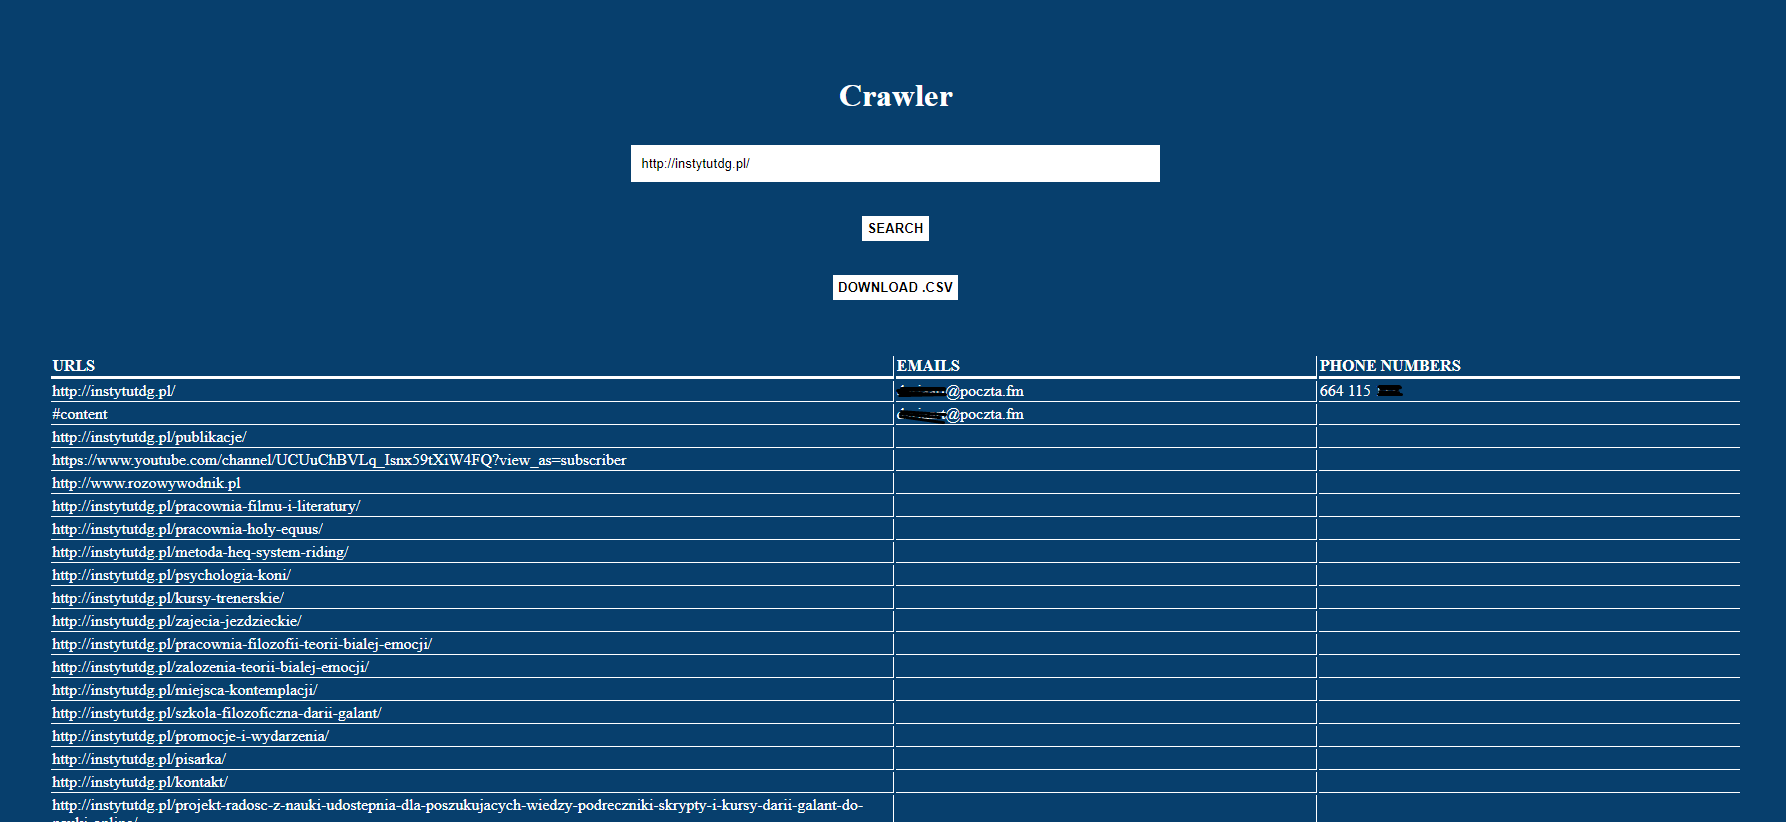 Crawler
http://instytutdg.pl/
SEARCH
DOWNLOAD .CSV
URLS EMAILS PHONE NUMBERS
http://instytutdg.pl/ @poczta.fm 664 115
#content @poczta.fm
http://instytutdg.pl/publikacje/
https://www.youtube.com/channel/UCUuChBVLq_Isnx59tXiW4FQ?view_as=subscriber
http://www.rozowywodnik.pl
http://instytutdg.pl/pracownia-filmu-i-literatury/
http://instytutdg.pl/pracownia-holy-equus/
http://instytutdg.pl/metoda-heq-system-riding/
http://instytutdg.pl/psychologia-koni/
http://instytutdg.pl/kursy-trenerskie/
http://instytutdg.pl/zajecia-jezdzieckie/
http://instytutdg.pl/pracownia-filozofii-teorii-bialej-emocji/
http://instytutdg.pl/zalozenia-teorii-bialej-emocji/
http://instytutdg.pl/miejsca-kontemplacji/
http://instytutdg.pl/szkola-filozoficzna-darii-galant/
http://instytutdg.pl/promocje-i-wydarzenia/
http://instytutdg.pl/pisarka/
http://instytutdg.pl/kontakt/
http://instytutdg.pl/projekt-radosc-z-nauki-udostepnia-dla-poszukujacych-wiedzy-podreczniki-skrypty-i-kursy-darii-galant-do-